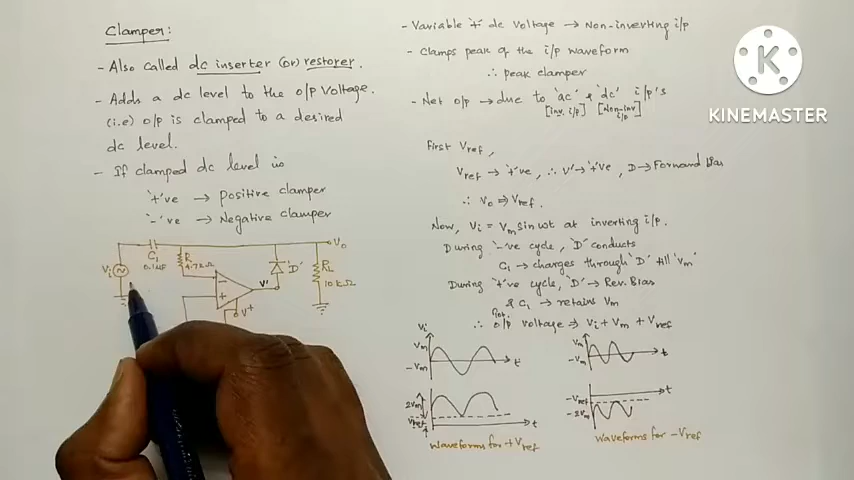 Clamper:
- Also called dc inserter (or) restorer.
- Adds a dc level to the o/p voltage.
(i.e) o/p is clamped to a desired
dc level.
- If clamped dc level is
'+'ve → positive clamper
'-'ve → Negative clamper
Vi
C1
0.1μF
R
4.7kΩ
-
+
V'
V+
'D'
RL
10 kΩ
Vo
- Variable '+' dc voltage → Non-inverting i/p
- Clamps peak of the i/p waveform
∴ peak clamper
- Net o/p → due to 'ac' & 'dc' i/p's
[inv. i/p] [Non-inv i/p]
First Vref,
Vref → +'ve, ∴ V' → +'ve, D → Forward Bias
∴ Vo ⇒ Vref.
Now, Vi = Vm sin wt at inverting i/p.
During '-'ve cycle, 'D' conducts
C1 → charges through 'D' till 'Vm'
During '+'ve cycle, 'D' → Rev. Bias
& C1 → retains Vm
∴ Net o/p voltage ⇒ Vi + Vm + Vref
Vi
Vm
-Vm
t
Vm
-Vm
t
2Vm
Vref
t
-Vref
-2Vm
t
Waveforms for +Vref
Waveforms for -Vref
K
KINEMASTER